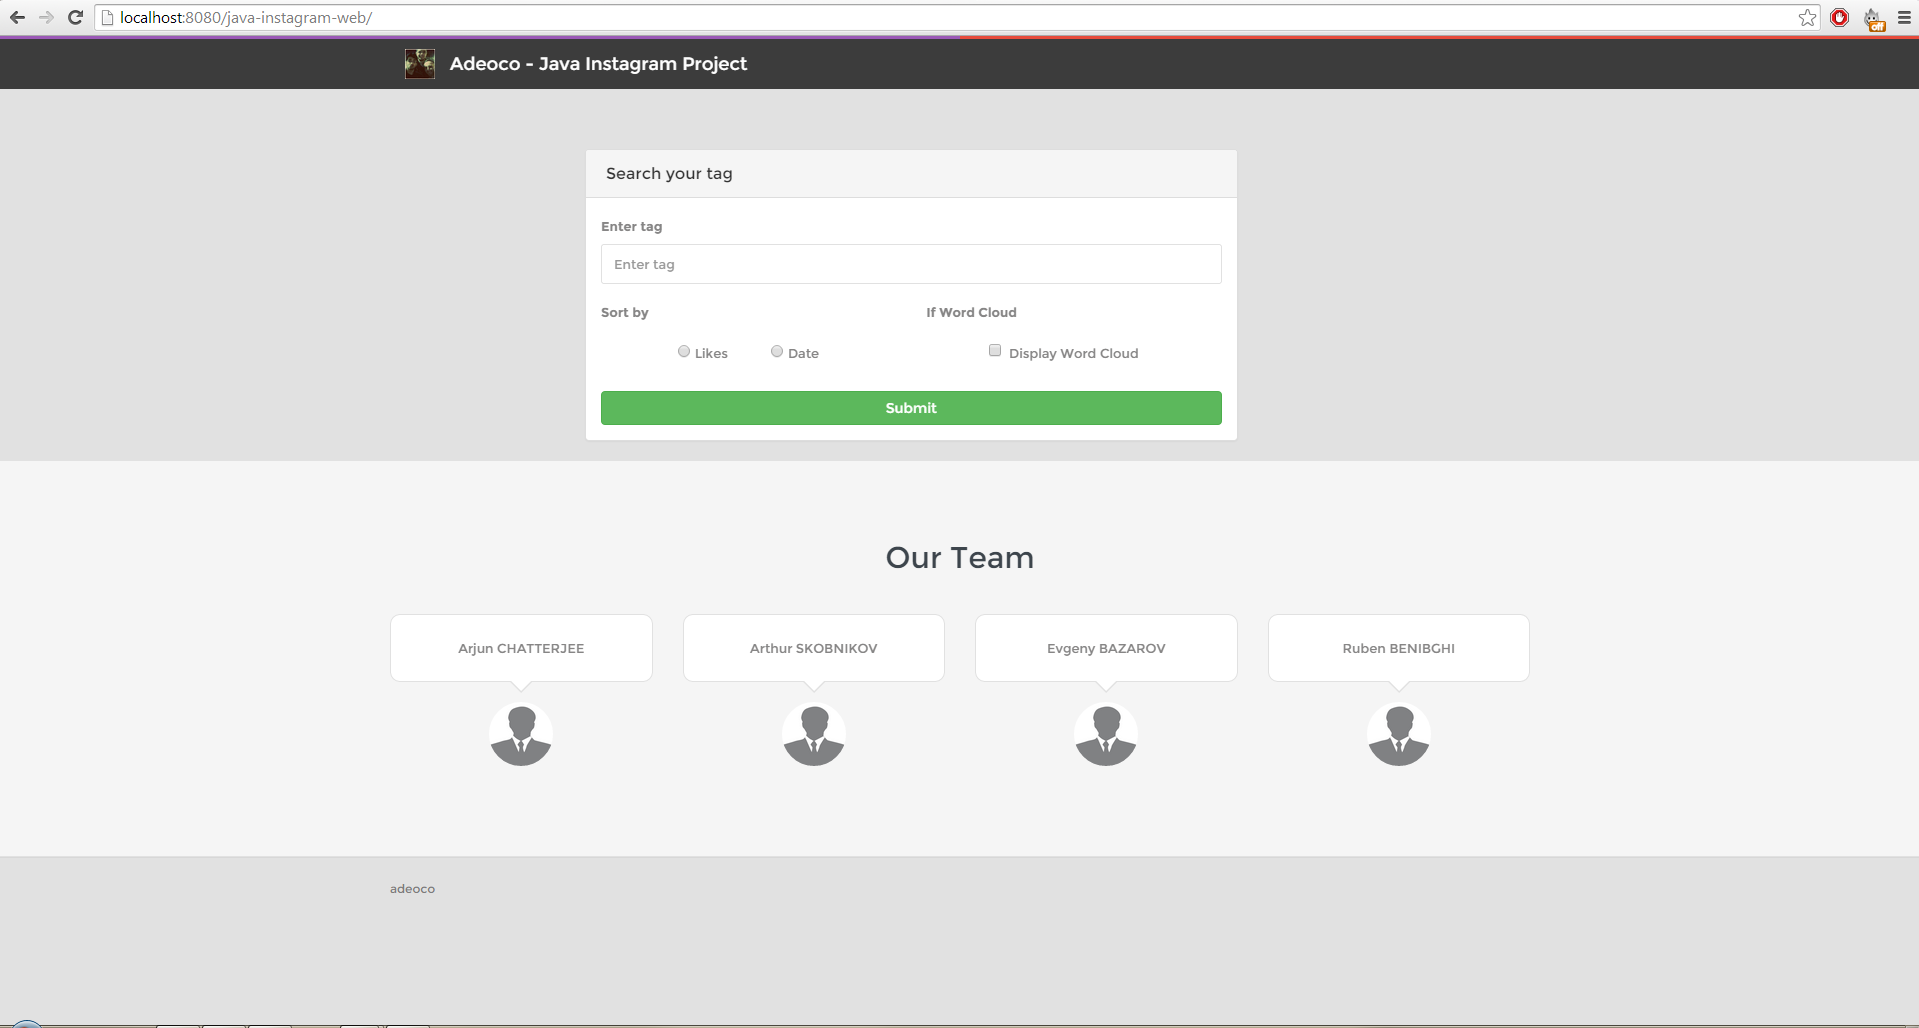 localhost:8080/java-instagram-web/
off
Adeoco - Java Instagram Project
Search your tag
Enter tag
Enter tag
Sort by If Word Cloud
Likes Date Display Word Cloud
Submit
Our Team
Arjun CHATTERJEE Arthur SKOBNIKOV Evgeny BAZAROV Ruben BENIBGHI
adeoco